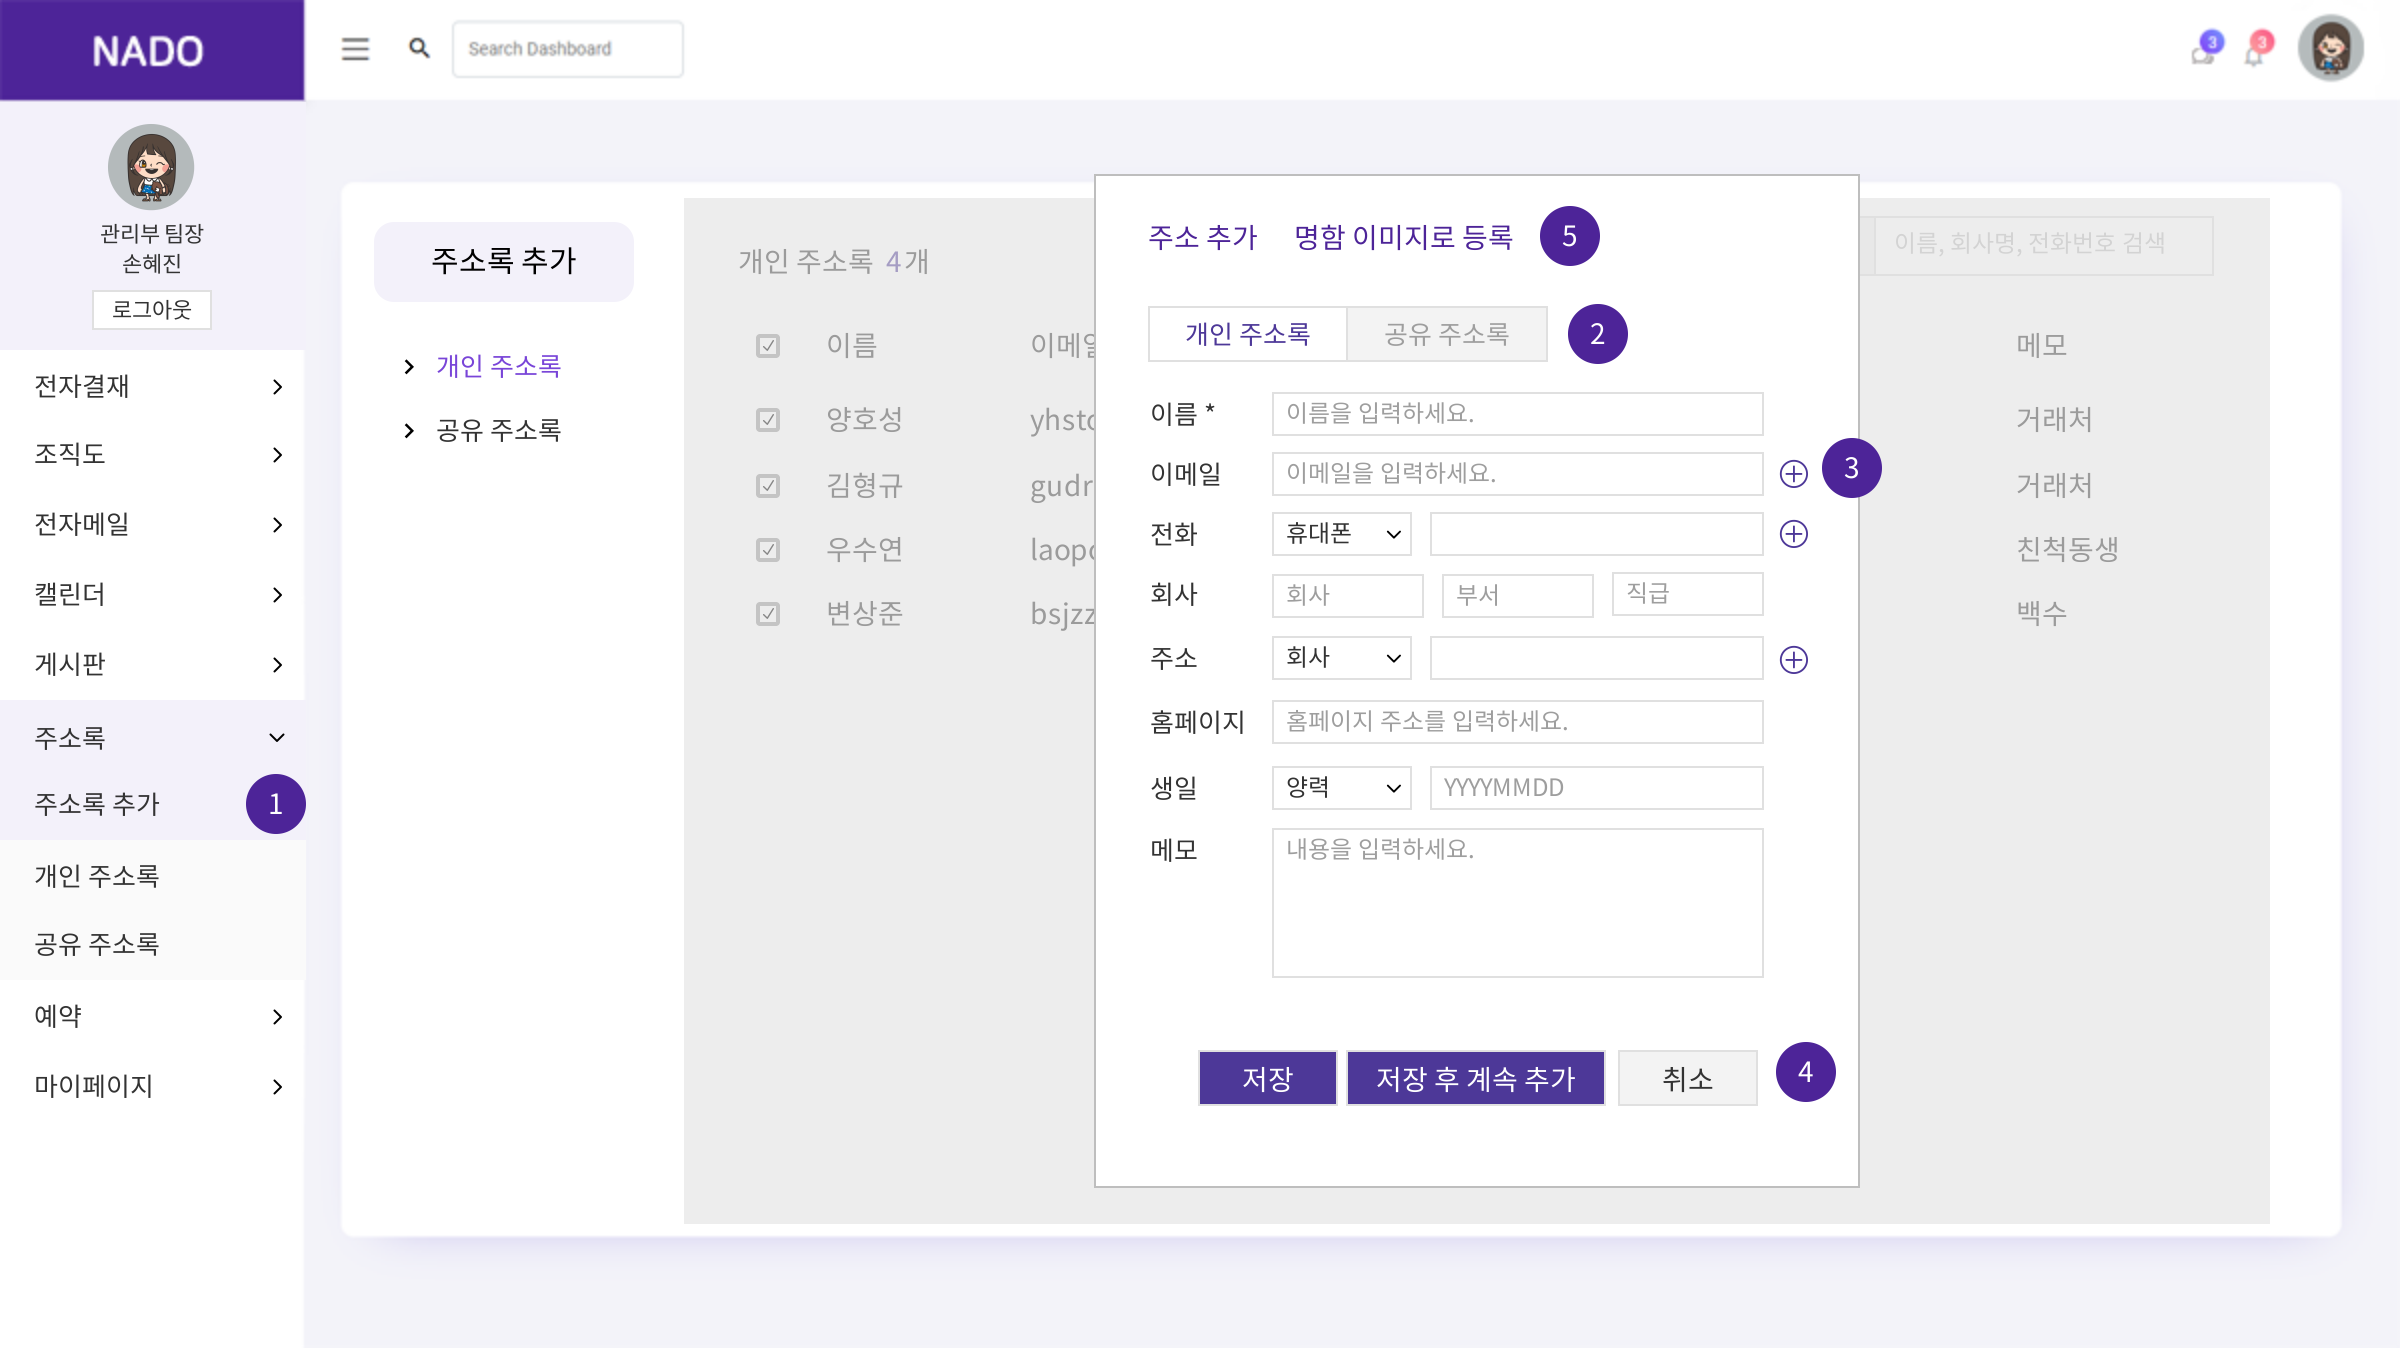 NADO
Search Dashboard
3
3
관리부 팀장
손혜진
로그아웃
전자결재
조직도
전자메일
캘린더
게시판
주소록
주소록 추가
1
개인 주소록
공유 주소록
예약
마이페이지
주소록 추가
개인 주소록
공유 주소록
개인 주소록 4개
이름, 회사명, 전화번호 검색
이름 이메일 메모
양호성 거래처
김형규 거래처
우수연 친척동생
변상준 백수
주소 추가 명함 이미지로 등록 5
개인 주소록 공유 주소록 2
이름 * 이름을 입력하세요.
이메일 이메일을 입력하세요. 3
전화 휴대폰
회사 회사 부서 직급
주소 회사
홈페이지 홈페이지 주소를 입력하세요.
생일 양력 YYYYMMDD
메모 내용을 입력하세요.
저장 저장 후 계속 추가 취소 4